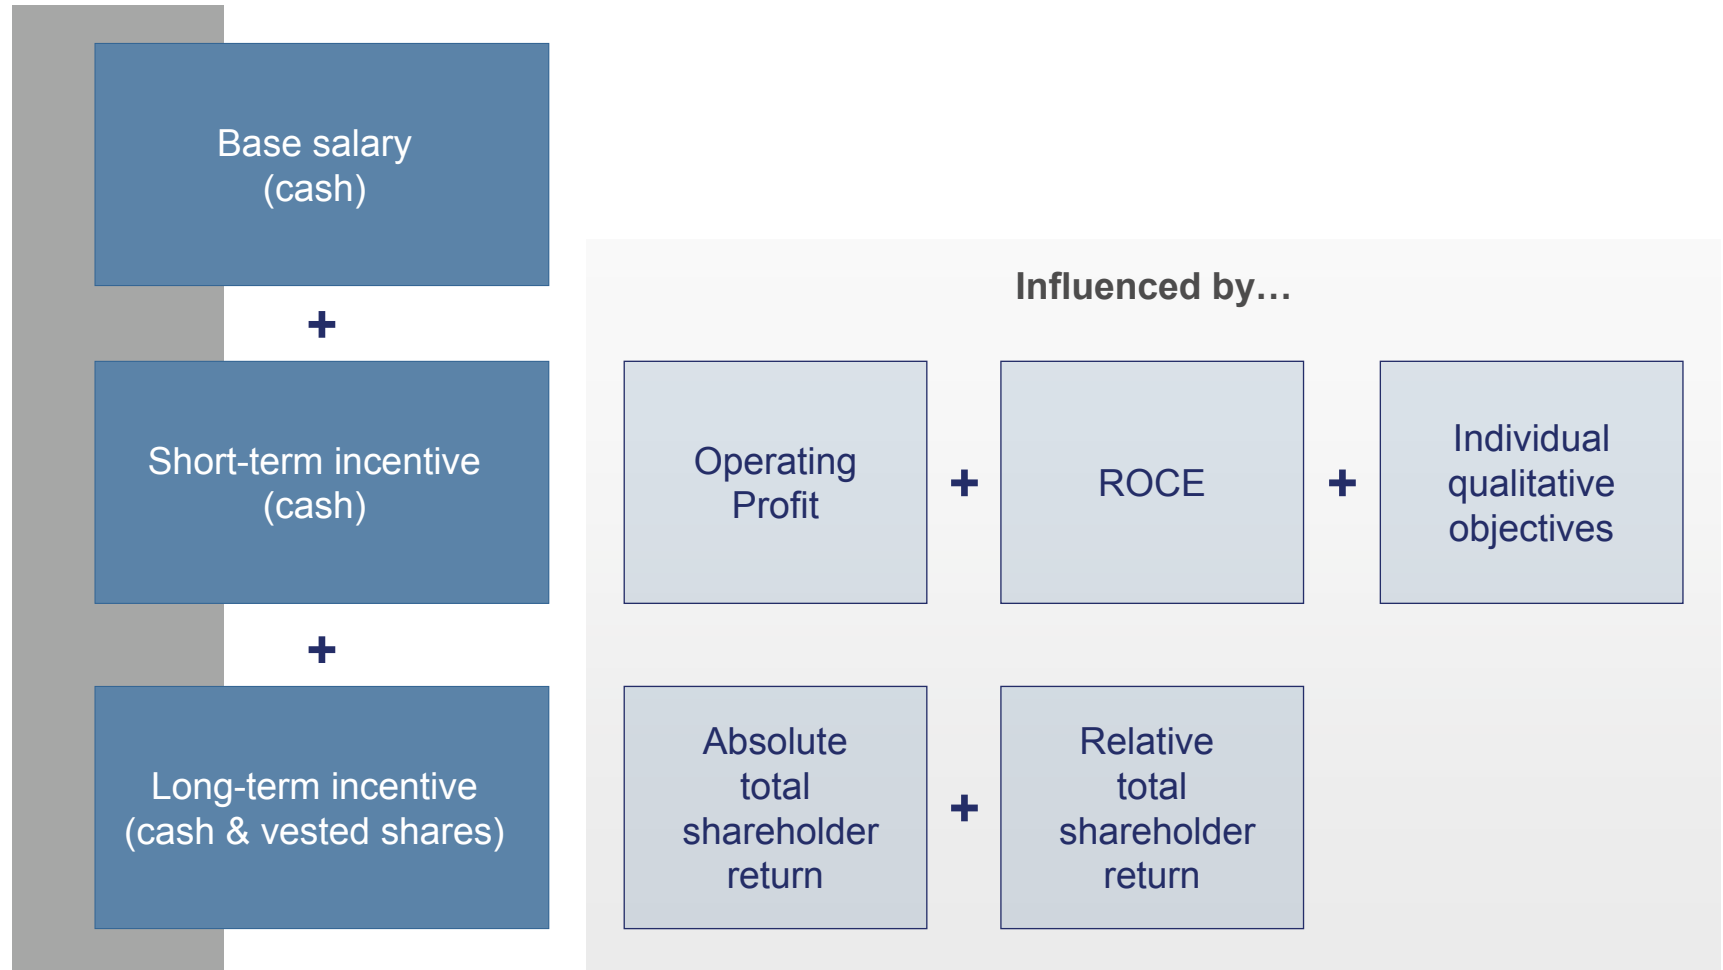 Base salary
(cash)
Influenced by…
+
Short-term incentive
(cash)
Operating
Profit
+
ROCE
+
Individual
qualitative
objectives
+
Long-term incentive
(cash & vested shares)
Absolute
total
shareholder
return
+
Relative
total
shareholder
return